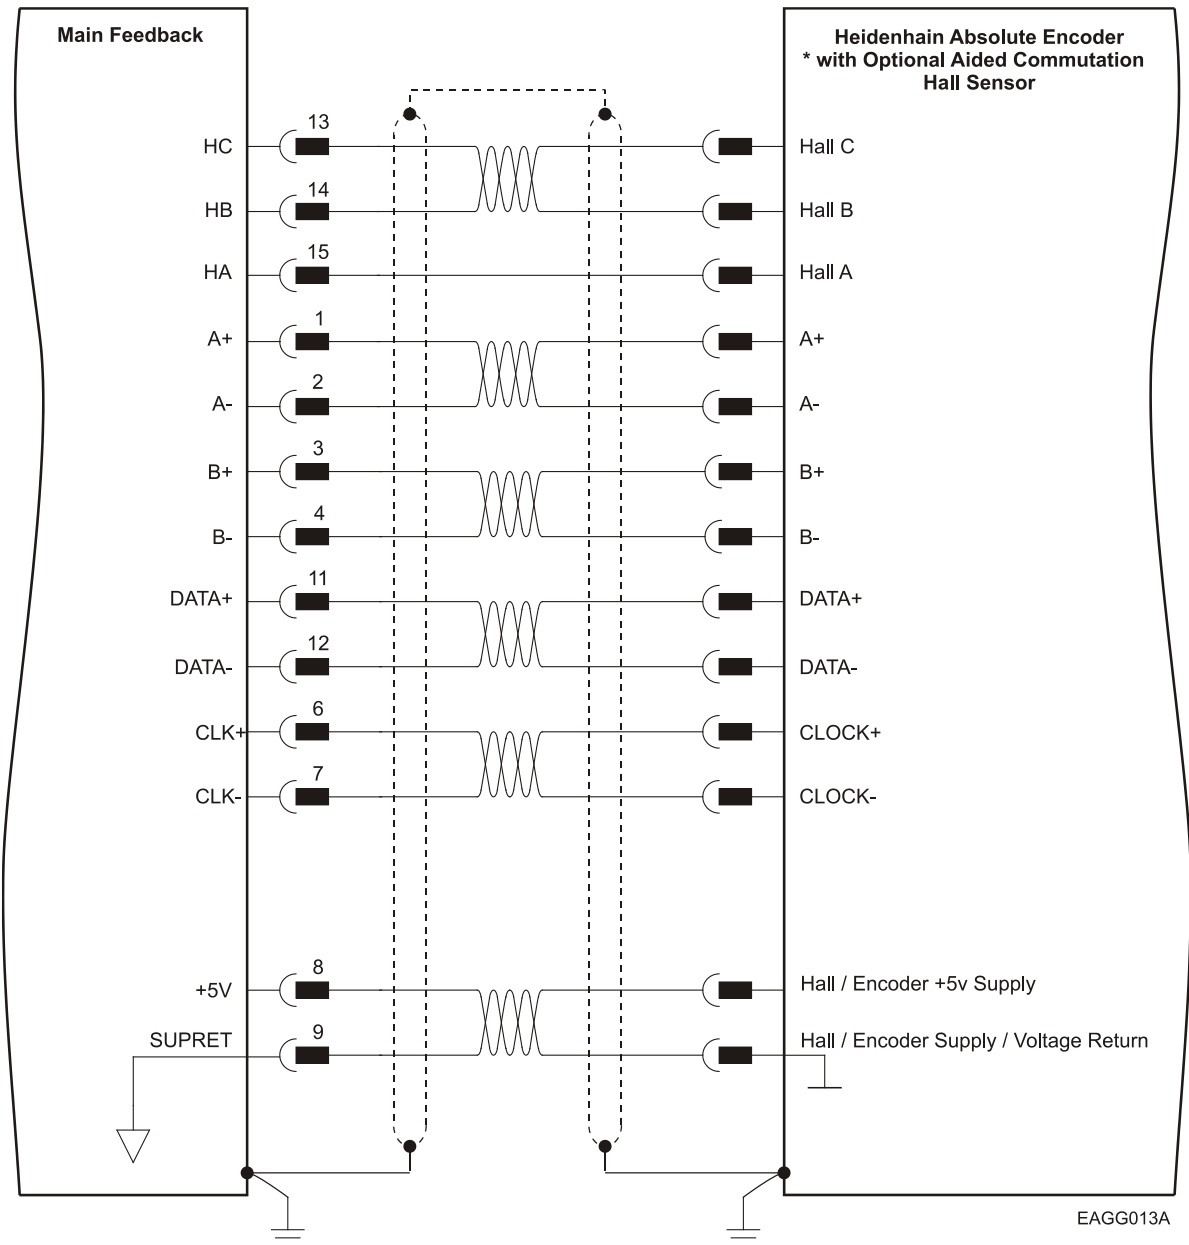 Main Feedback
Heidenhain Absolute Encoder
* with Optional Aided Commutation
Hall Sensor
HC 13 Hall C
HB 14 Hall B
HA 15 Hall A
A+ 1 A+
A- 2 A-
B+ 3 B+
B- 4 B-
DATA+ 11 DATA+
DATA- 12 DATA-
CLK+ 6 CLOCK+
CLK- 7 CLOCK-
+5V 8 Hall / Encoder +5v Supply
SUPRET 9 Hall / Encoder Supply / Voltage Return
EAGG013A